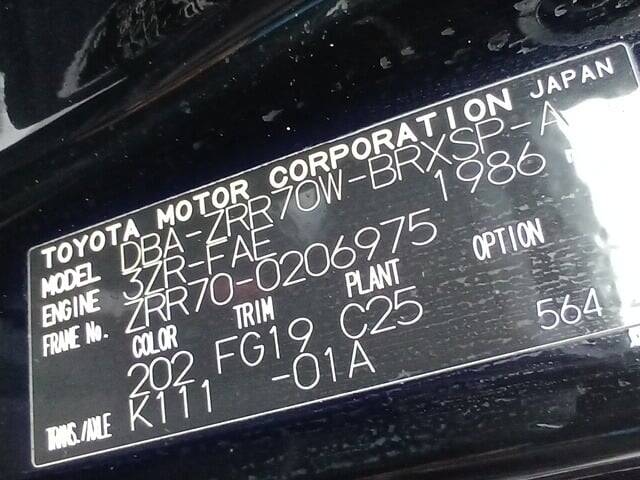 TOYOTA MOTOR CORPORATION JAPAN
MODEL DBA-ZRR70W-BRXSP-A
ENGINE 3ZR-FAE 1986
FRAME No. ZRR70-0206975
COLOR TRIM PLANT OPTION
202 FG19 C25 564
TRANS./AXLE K111 -01A